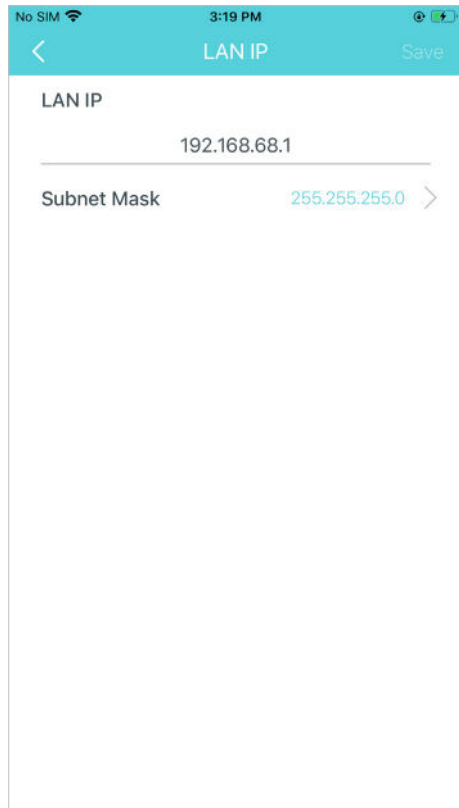 No SIM 3:19 PM
LAN IP Save
LAN IP
192.168.68.1
Subnet Mask 255.255.255.0